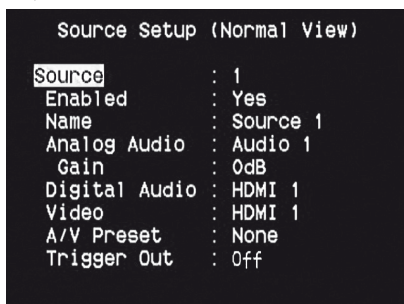 Source Setup (Normal View)
Source : 1
Enabled : Yes
Name : Source 1
Analog Audio : Audio 1
Gain : 0dB
Digital Audio : HDMI 1
Video : HDMI 1
A/V Preset : None
Trigger Out : Off